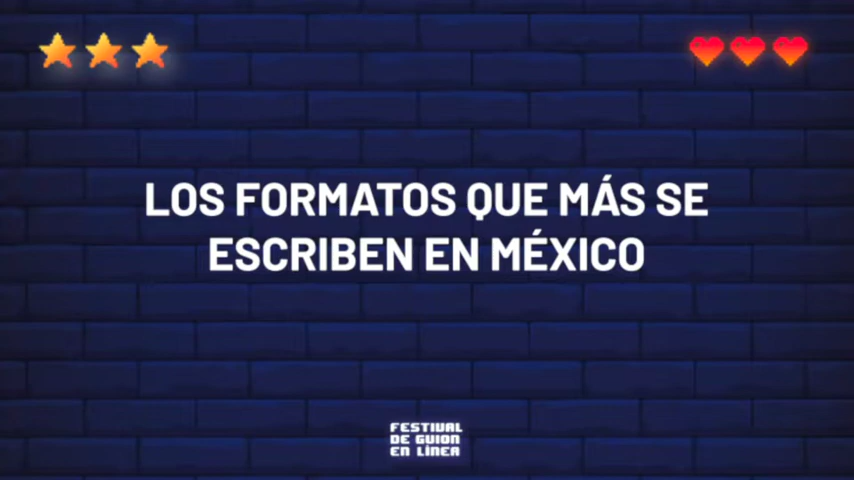 LOS FORMATOS QUE MÁS SE
ESCRIBEN EN MÉXICO
FESTIVAL
DE GUION
EN LÍNEA